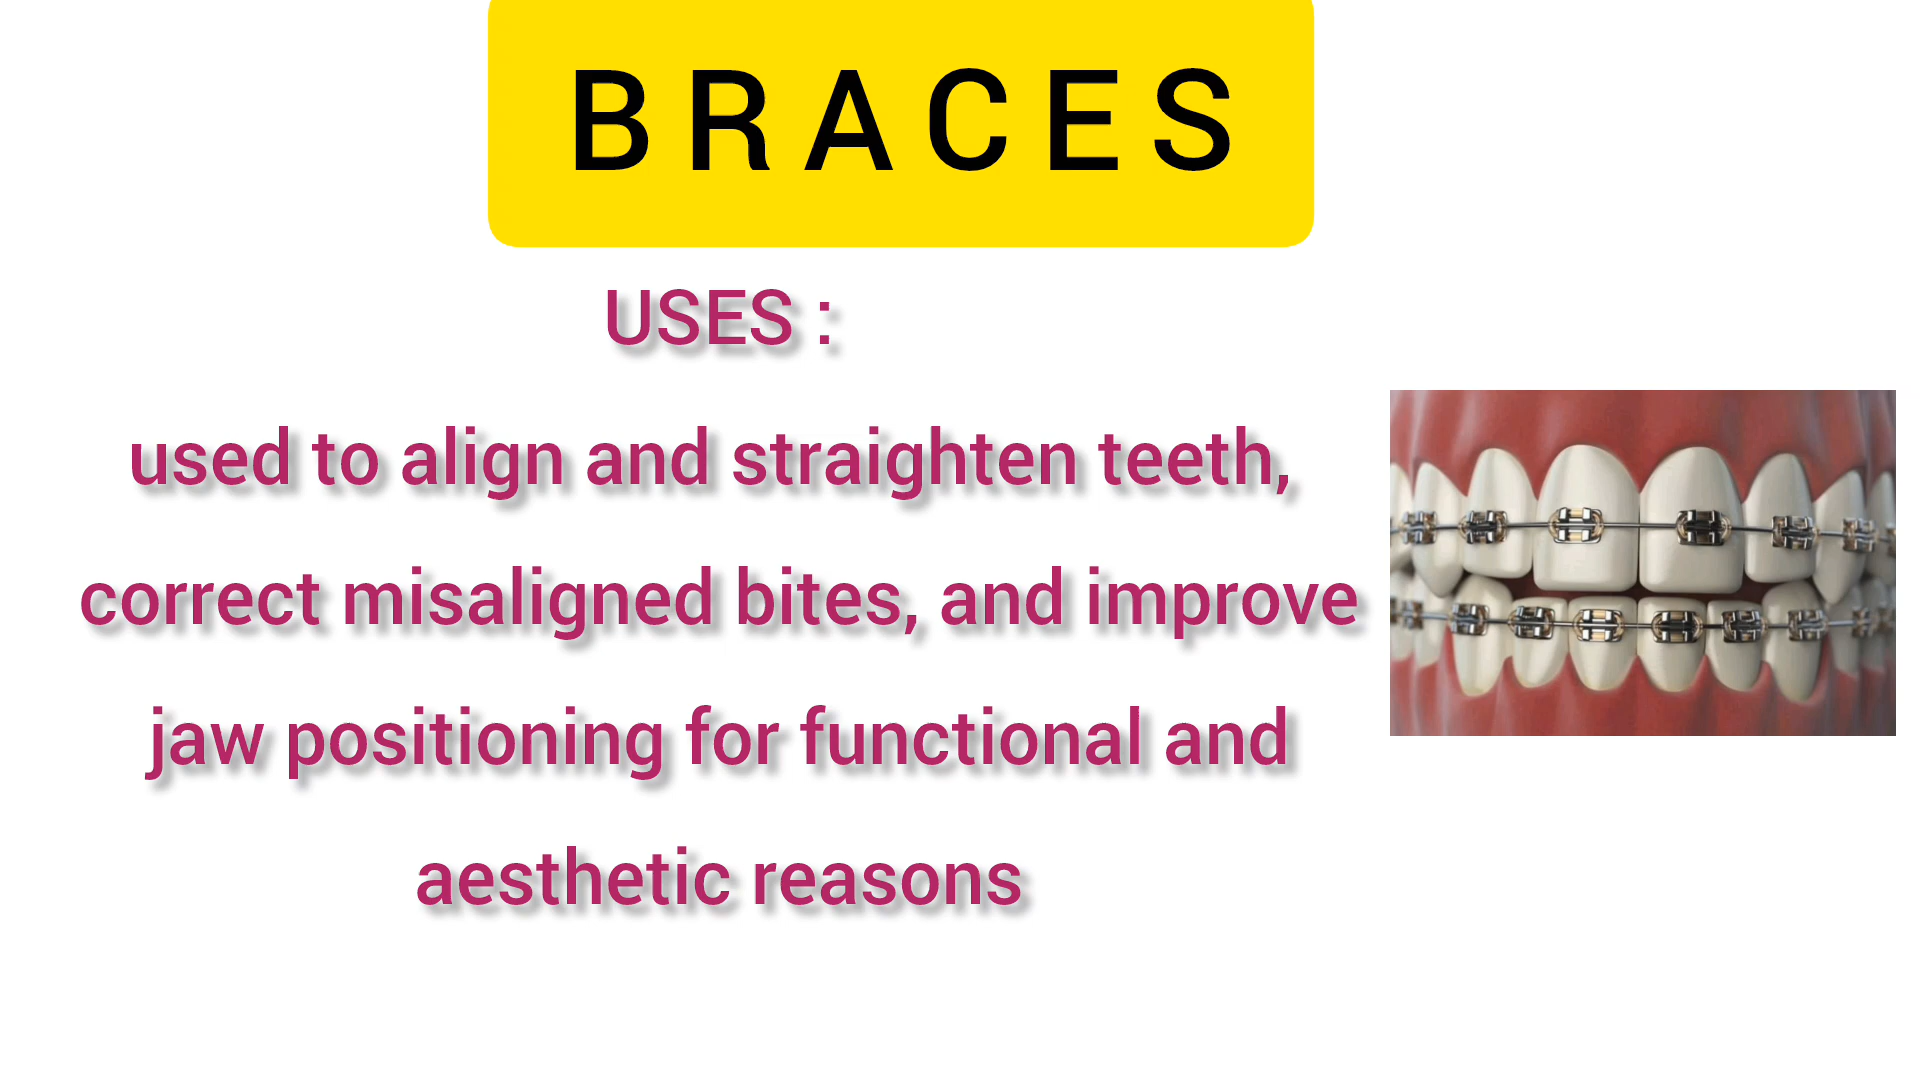 BRACES
USES :
used to align and straighten teeth,
correct misaligned bites, and improve
jaw positioning for functional and
aesthetic reasons